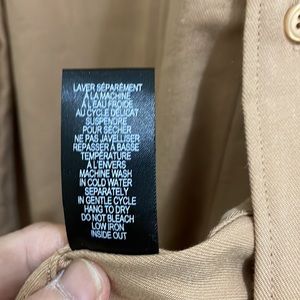 LAVER SÉPARÉMENT
À LA MACHINE
À L'EAU FROIDE
AU CYCLE DÉLICAT
SUSPENDRE
POUR SÉCHER
NE PAS JAVELLISER
REPASSER À BASSE
TEMPÉRATURE
À L'ENVERS
MACHINE WASH
IN COLD WATER
SEPARATELY
IN GENTLE CYCLE
HANG TO DRY
DO NOT BLEACH
LOW IRON
INSIDE OUT